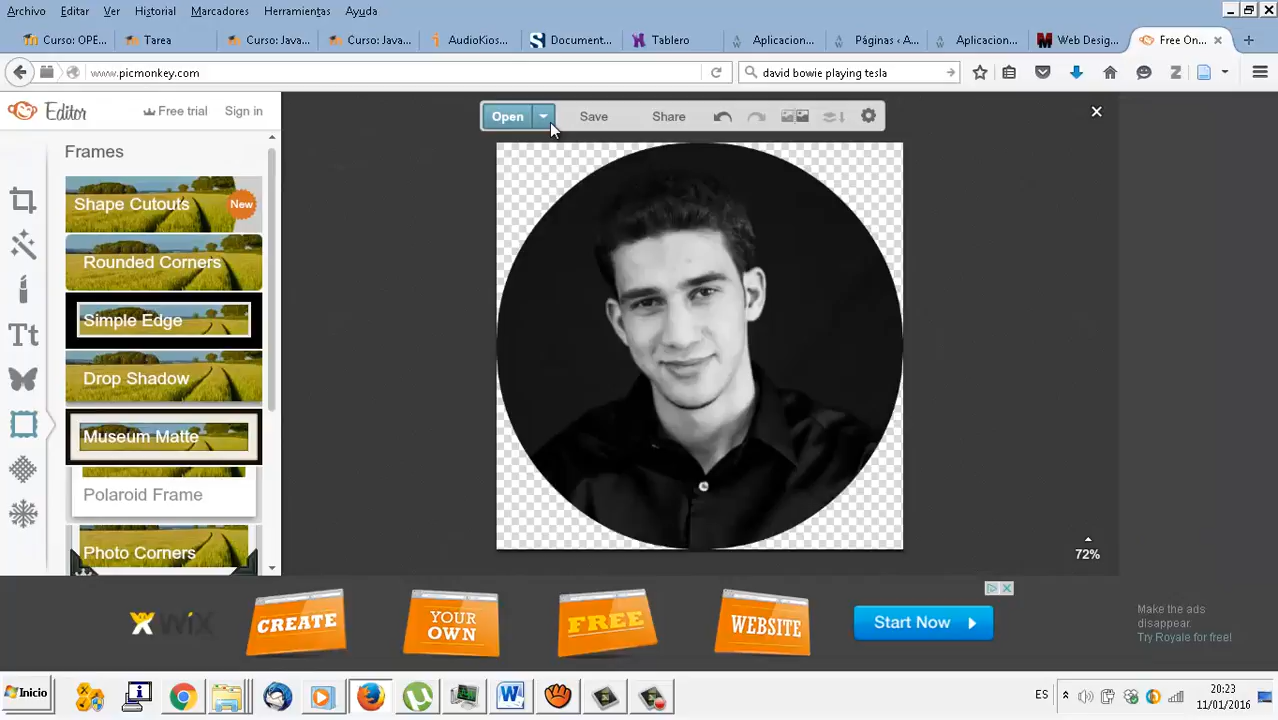 Archivo Editar Ver Historial Marcadores Herramientas Ayuda
Curso: OPE... Tarea Curso: Java... Curso: Java... AudioKios... Document... Tablero Aplicacion... Páginas ‹ A... Aplicacion... Web Desig... Free On...
www.picmonkey.com david bowie playing tesla
Editor Free trial Sign in
Open Save Share
Frames
Shape Cutouts New
Rounded Corners
Simple Edge
Drop Shadow
Museum Matte
Polaroid Frame
Photo Corners
72%
WiX CREATE YOUR OWN FREE WEBSITE Start Now
Make the ads
disappear.
Try Royale for free!
Inicio ES 20:23
11/01/2016